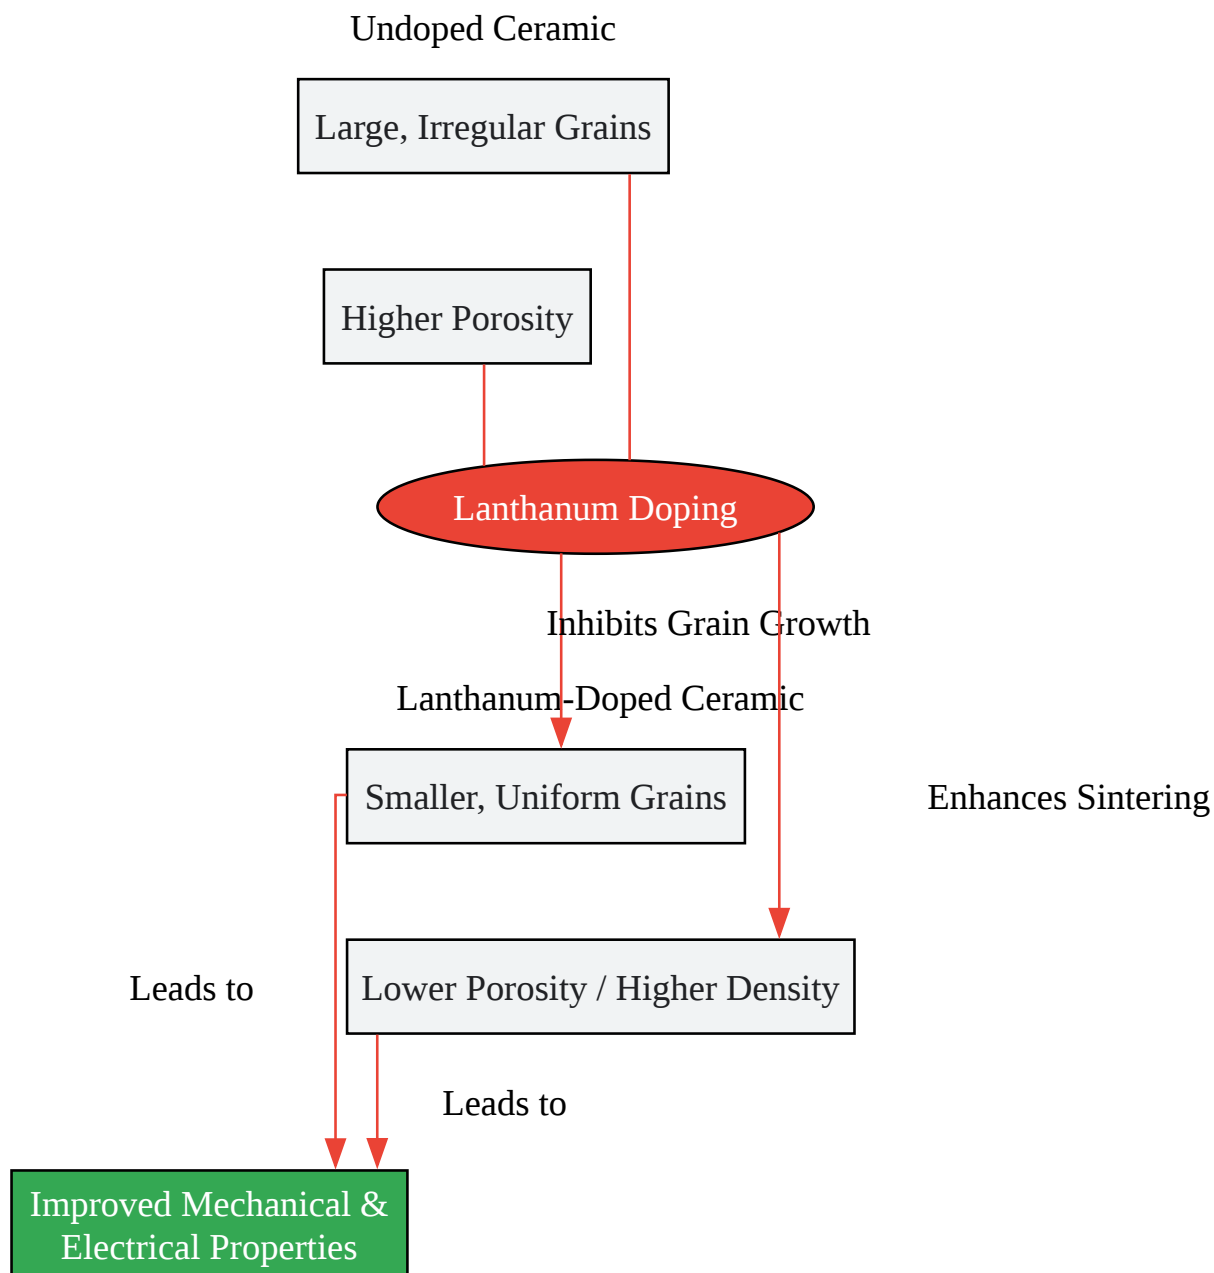 Undoped Ceramic
Large, Irregular Grains
Higher Porosity
Lanthanum Doping
Inhibits Grain Growth
Lanthanum-Doped Ceramic
Smaller, Uniform Grains
Enhances Sintering
Leads to
Lower Porosity / Higher Density
Leads to
Improved Mechanical &
Electrical Properties